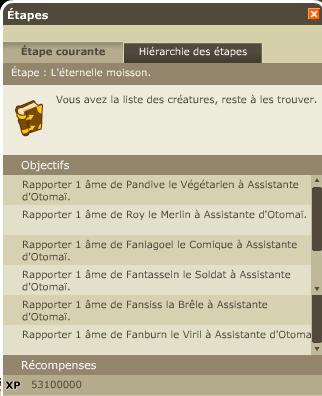 Étapes
Étape courante
Hiérarchie des étapes
Étape : L'éternelle moisson.
Vous avez la liste des créatures, reste à les trouver.
Objectifs
Rapporter 1 âme de Pandive le Végétarien à Assistante
d'Otomaï.
Rapporter 1 âme de Roy le Merlin à Assistante d'Otomaï.
Rapporter 1 âme de Fanlagoel le Comique à Assistante
d'Otomaï.
Rapporter 1 âme de Fantassein le Soldat à Assistante
d'Otomaï.
Rapporter 1 âme de Fansiss la Brêle à Assistante
d'Otomaï.
Rapporter 1 âme de Fanburn le Viril à Assistante d'Otoma
Récompenses
XP 53100000